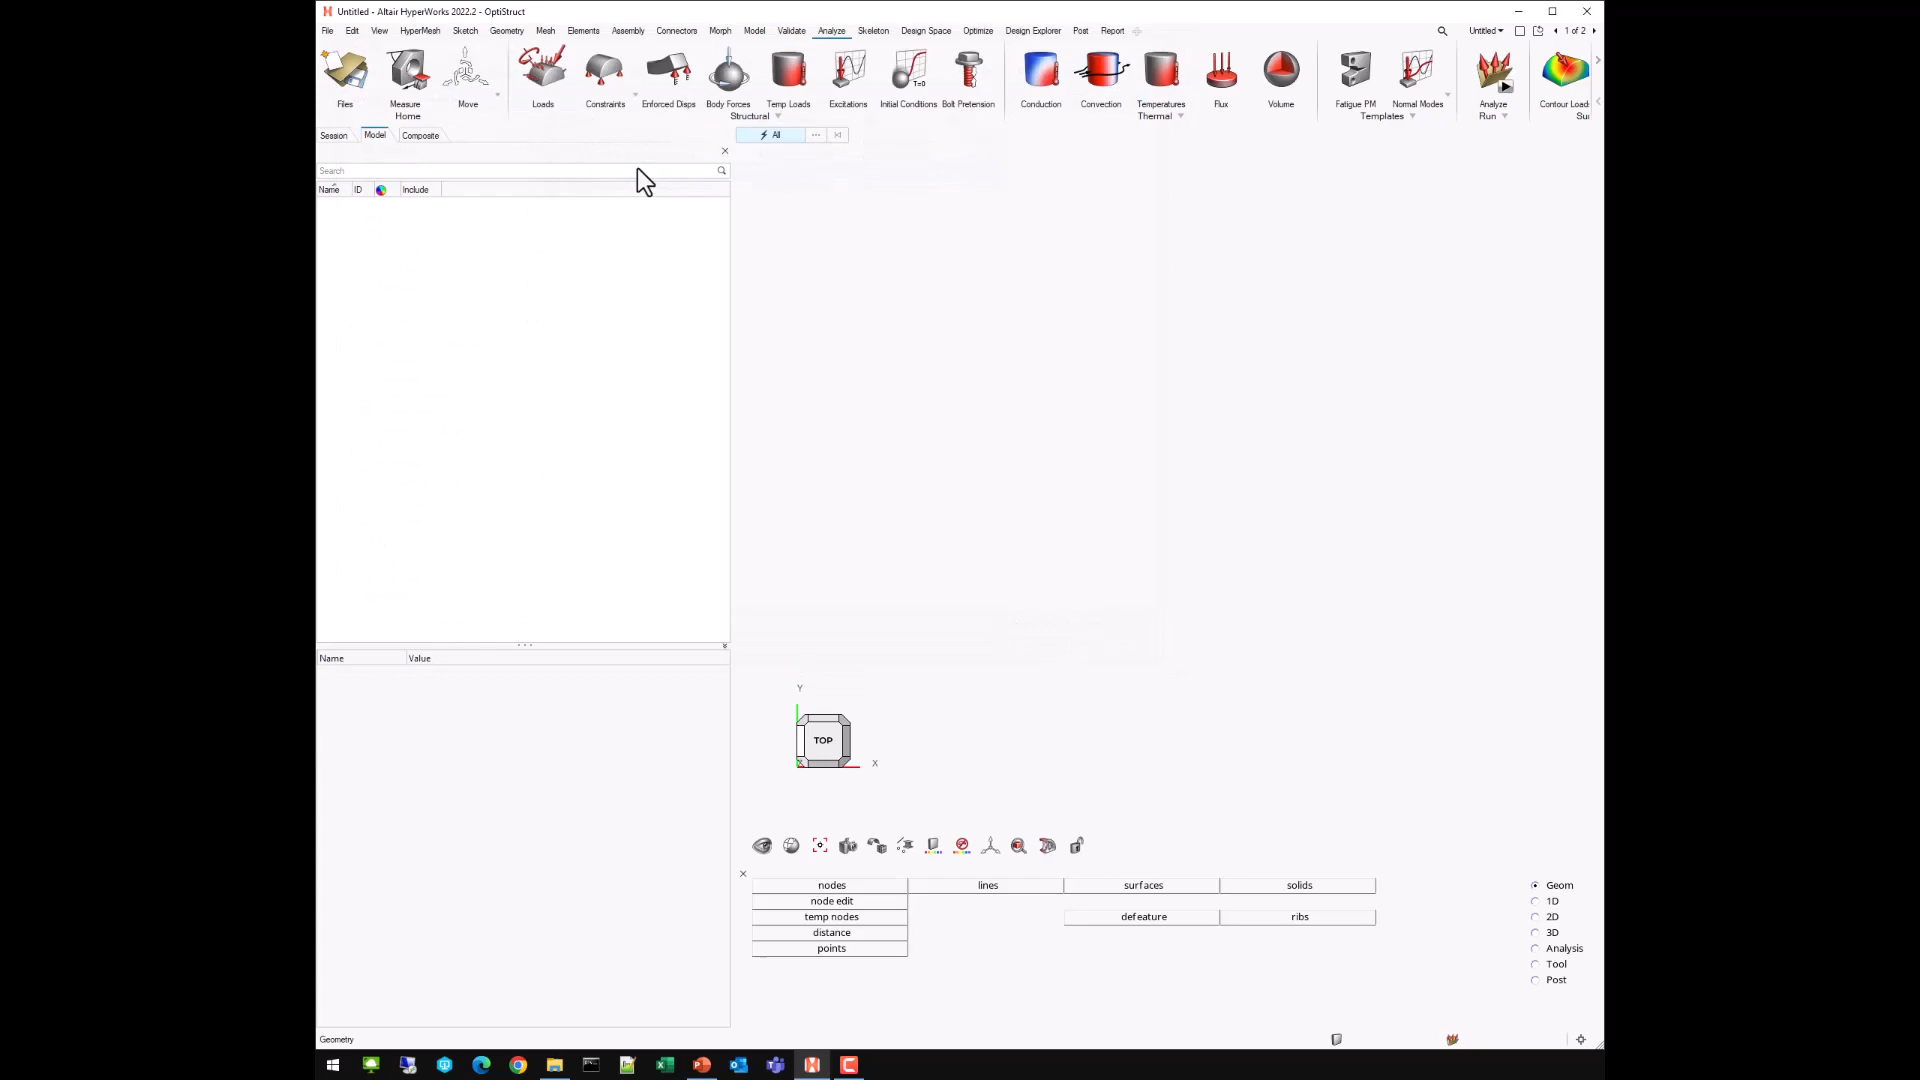 Untitled - Altair HyperWorks 2022.2 - OptiStruct
File Edit View HyperMesh Sketch Geometry Mesh Elements Assembly Connectors Morph Model Validate Analyze Skeleton Design Space Optimize Design Explorer Post Report Untitled 1 of 2
T=0
Files Measure Move Loads Constraints Enforced Disps Body Forces Temp Loads Excitations Initial Conditions Bolt Pretension Conduction Convection Temperatures Flux Volume Fatigue PM Normal Modes Analyze Contour Loads
Home Structural Thermal Templates Run Su
Session Model Composite All
Search
Name ID Include
Name Value
Y
TOP
X
nodes lines surfaces solids Geom
node edit 1D
temp nodes defeature ribs 2D
distance 3D
points Analysis
Tool
Post
Geometry